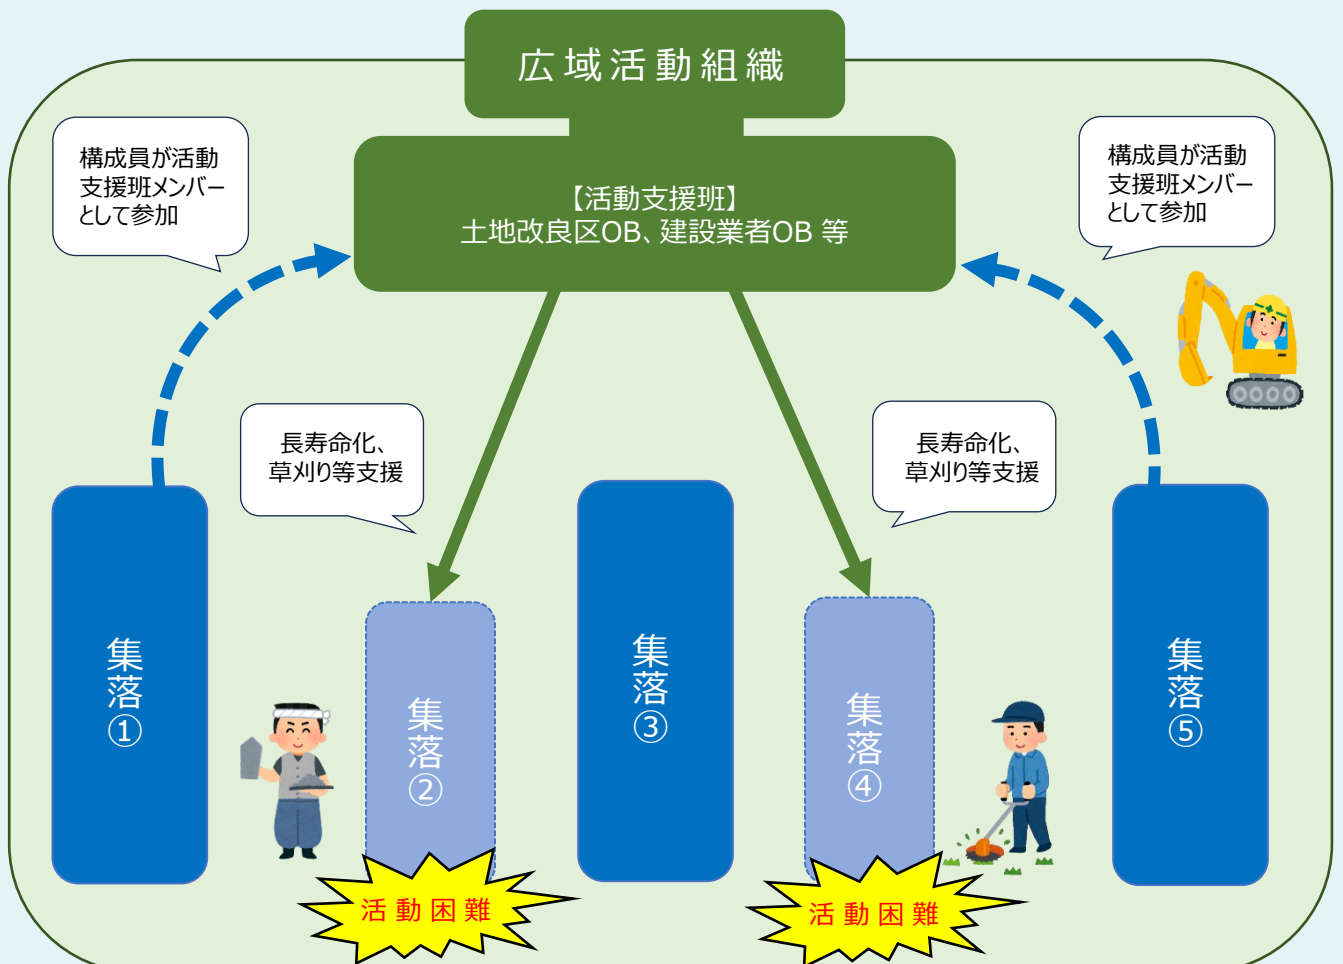 広域活動組織
【活動支援班】
土地改良区OB、建設業者OB 等
構成員が活動
支援班メンバー
として参加
構成員が活動
支援班メンバー
として参加
長寿命化、
草刈り等支援
長寿命化、
草刈り等支援
集落①
集落②
集落③
集落④
集落⑤
活動困難
活動困難